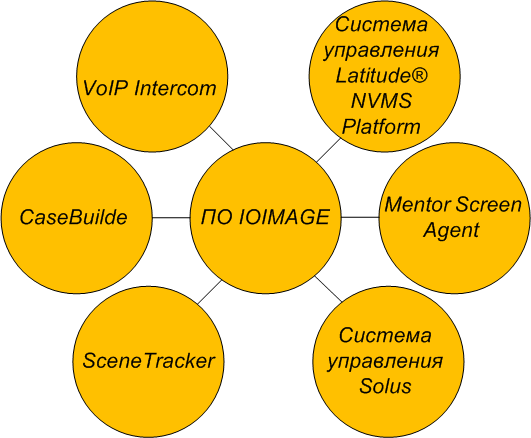 VoIP Intercom
Система
управления
Latitude®
NVMS
Platform
CaseBuilde
ПО IOIMAGE
Mentor Screen
Agent
SceneTracker
Система
управления
Solus